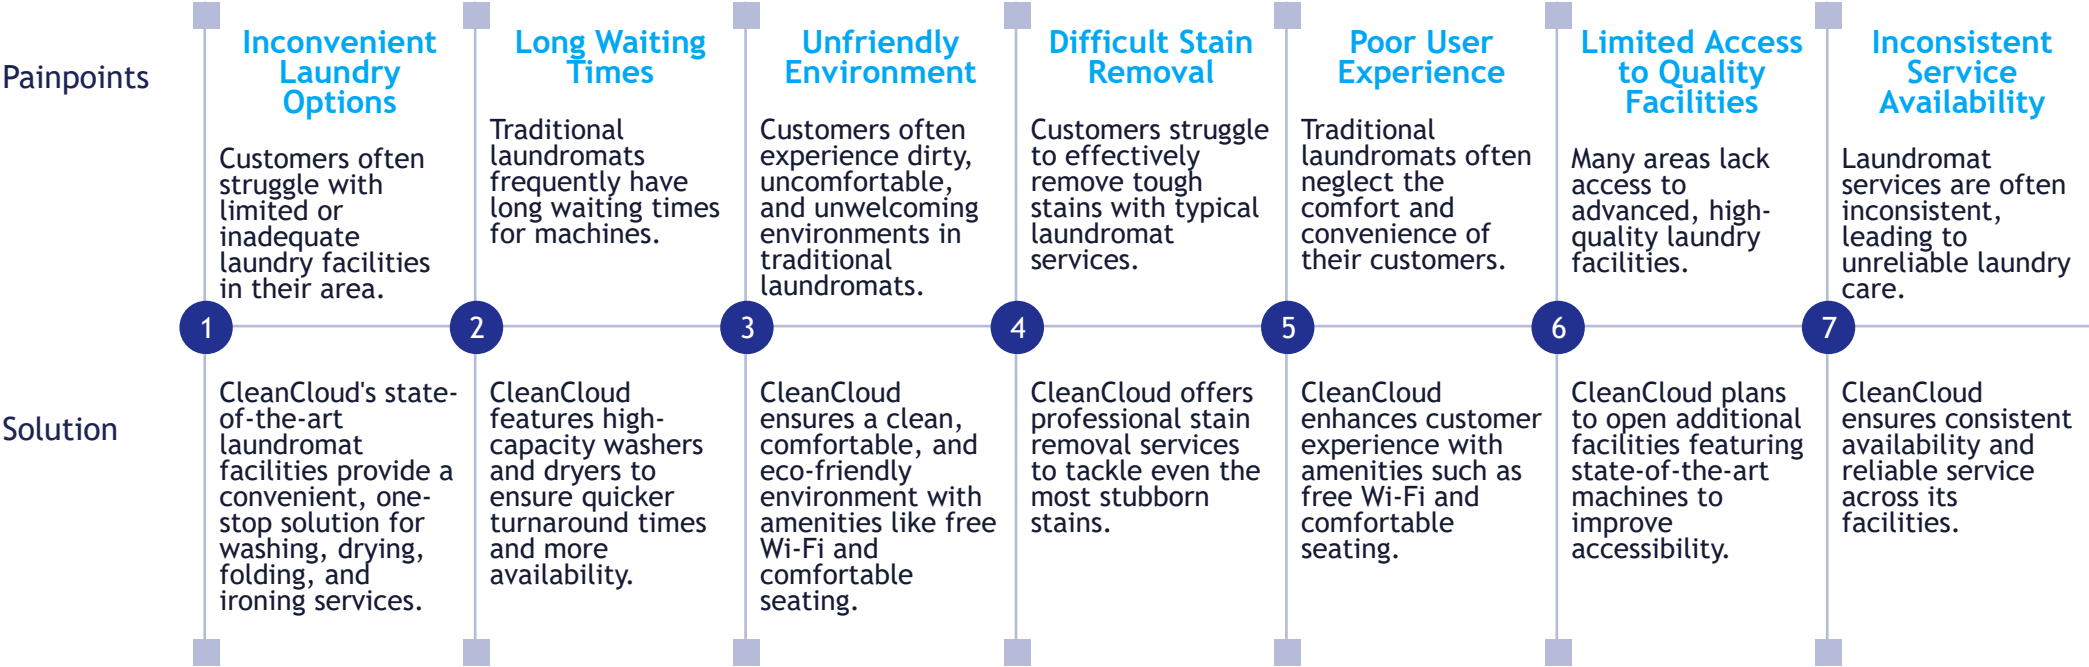 Painpoints
Inconvenient
Laundry
Options
Customers often
struggle with
limited or
inadequate
laundry facilities
in their area.
Long Waiting
Times
Traditional
laundromats
frequently have
long waiting times
for machines.
Unfriendly
Environment
Customers often
experience dirty,
uncomfortable,
and unwelcoming
environments in
traditional
laundromats.
Difficult Stain
Removal
Customers struggle
to effectively
remove tough
stains with typical
laundromat
services.
Poor User
Experience
Traditional
laundromats often
neglect the
comfort and
convenience of
their customers.
Limited Access
to Quality
Facilities
Many areas lack
access to
advanced, high-
quality laundry
facilities.
Inconsistent
Service
Availability
Laundromat
services are often
inconsistent,
leading to
unreliable laundry
care.
1
2
3
4
5
6
7
Solution
CleanCloud's state-
of-the-art
laundromat
facilities provide a
convenient, one-
stop solution for
washing, drying,
folding, and
ironing services.
CleanCloud
features high-
capacity washers
and dryers to
ensure quicker
turnaround times
and more
availability.
CleanCloud
ensures a clean,
comfortable, and
eco-friendly
environment with
amenities like free
Wi-Fi and
comfortable
seating.
CleanCloud offers
professional stain
removal services
to tackle even the
most stubborn
stains.
CleanCloud
enhances customer
experience with
amenities such as
free Wi-Fi and
comfortable
seating.
CleanCloud plans
to open additional
facilities featuring
state-of-the-art
machines to
improve
accessibility.
CleanCloud
ensures consistent
availability and
reliable service
across its
facilities.